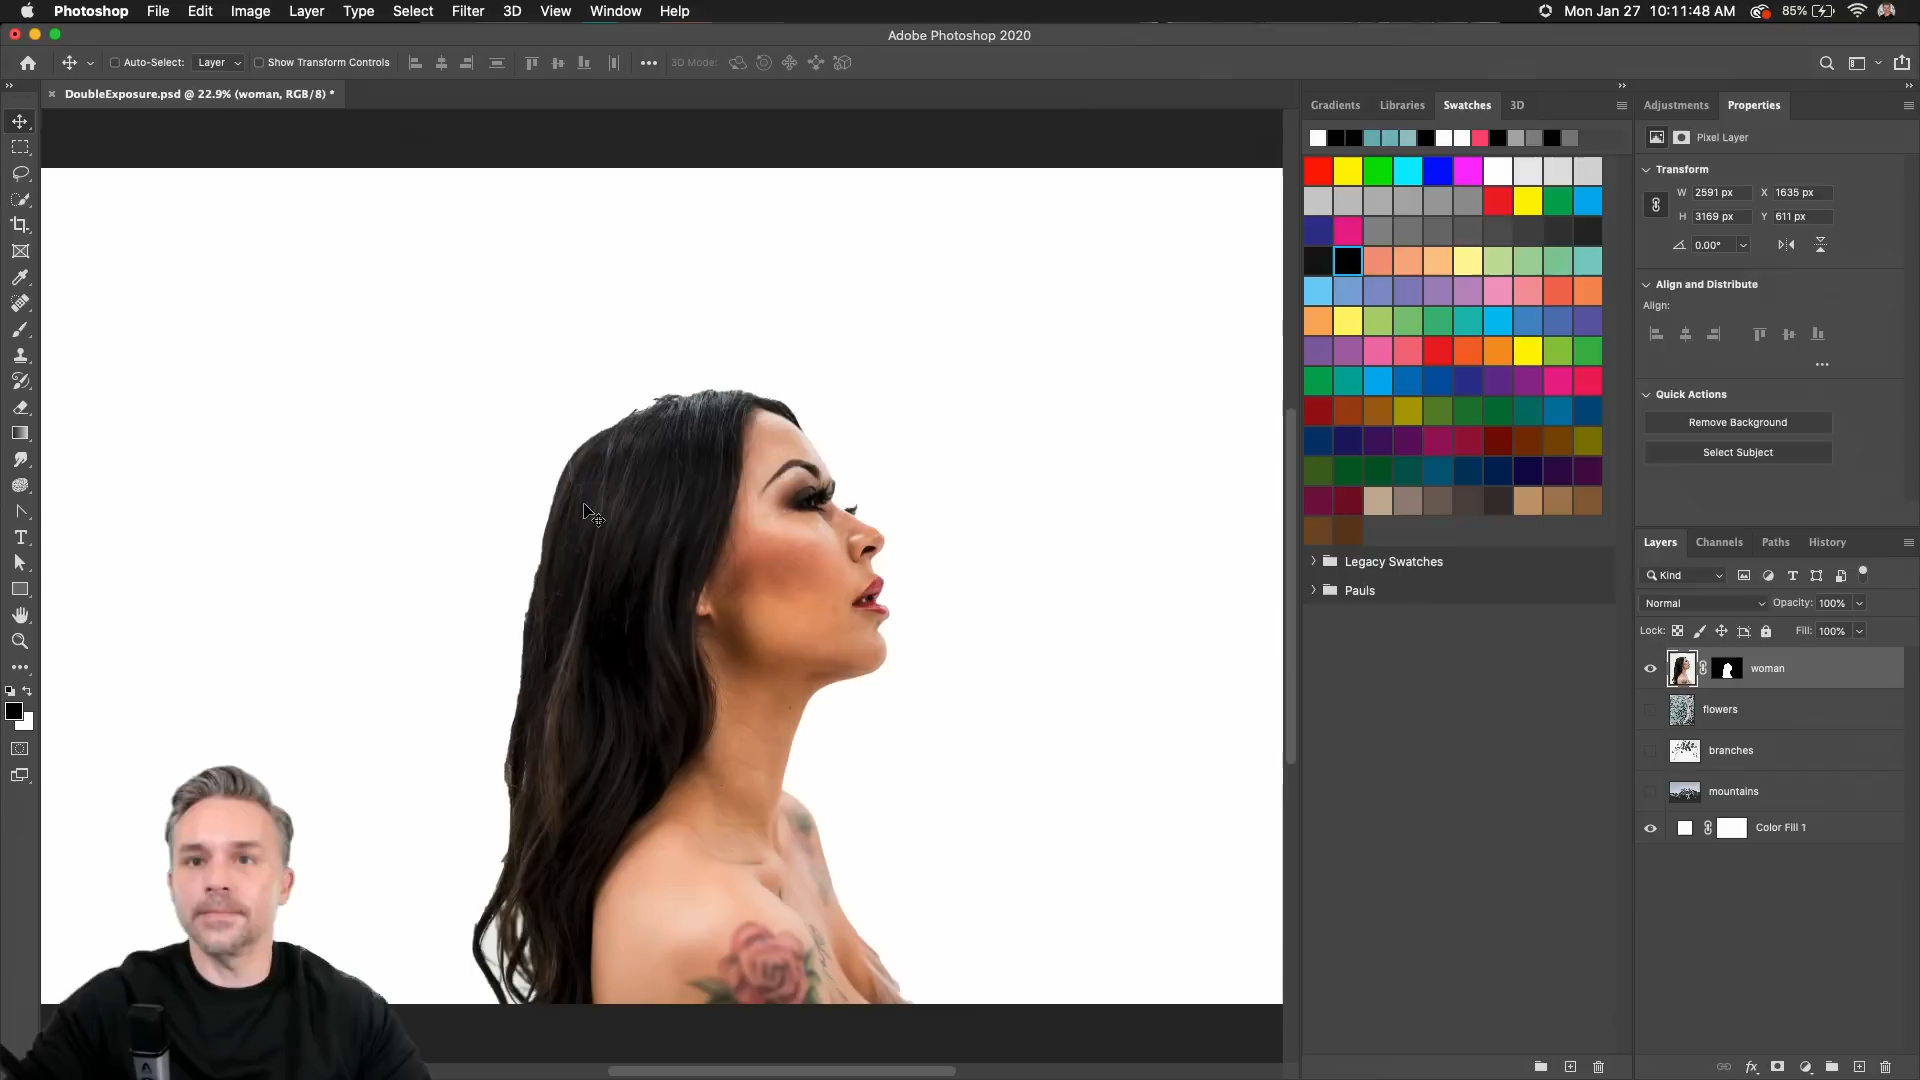 Photoshop File Edit Image Layer Type Select Filter 3D View Window Help Mon Jan 27 10:11:48 AM 85%
Adobe Photoshop 2020
Auto-Select: Layer Show Transform Controls 3D Mode:
DoubleExposure.psd @ 22.9% (woman, RGB/8) *
Gradients Libraries Swatches 3D
Legacy Swatches
Pauls
Adjustments Properties
Pixel Layer
Transform
W 2591 px X 1635 px
H 3169 px Y 611 px
0.00°
Align and Distribute
Align:
Quick Actions
Remove Background
Select Subject
Layers Channels Paths History
Kind
Normal Opacity: 100%
Lock: Fill: 100%
woman
flowers
branches
mountains
Color Fill 1